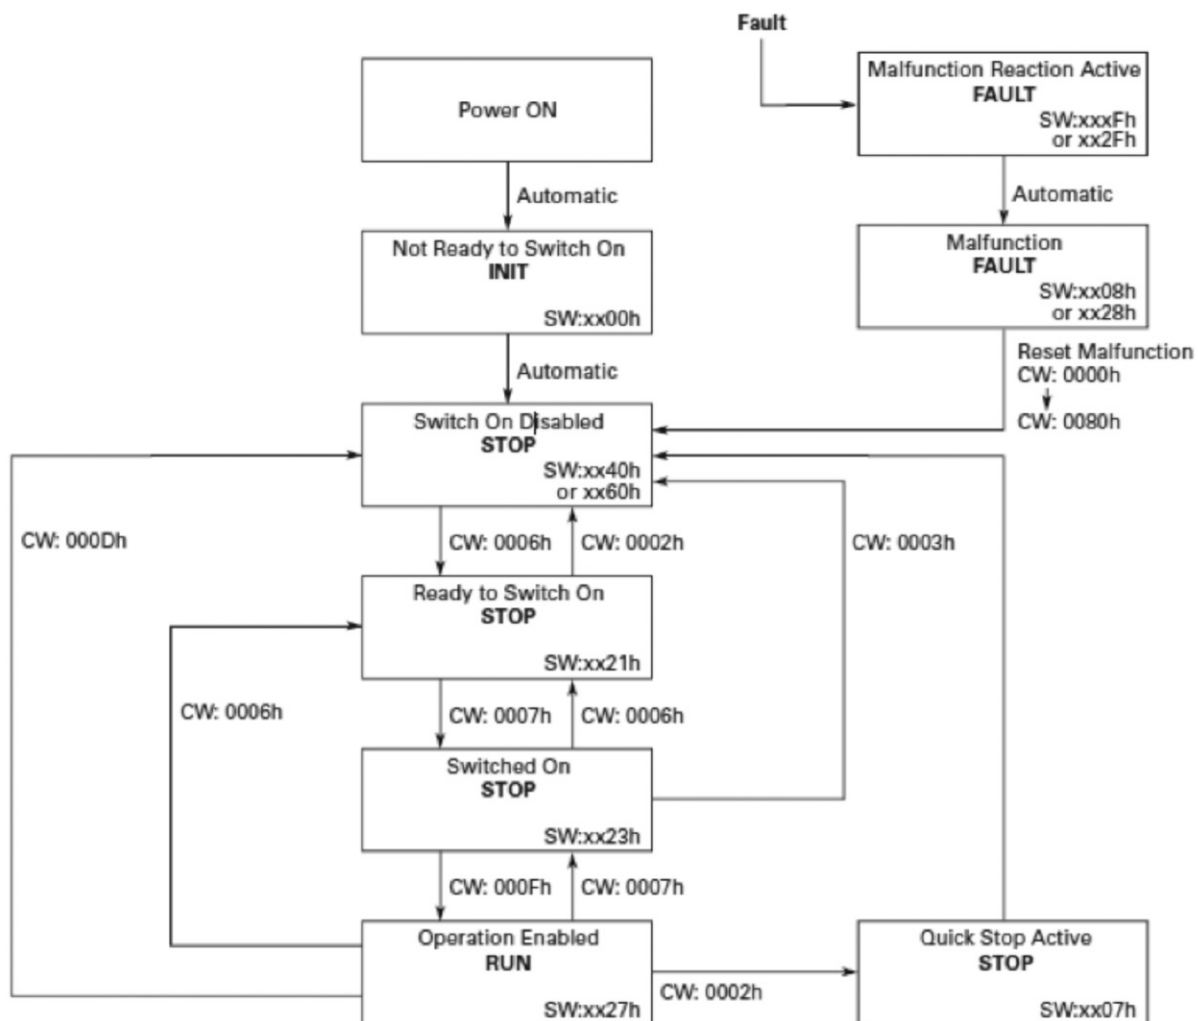 Fault
Power ON
Malfunction Reaction Active
FAULT
SW:xxxFh
or xx2Fh
Automatic
Automatic
Not Ready to Switch On
INIT
SW:xx00h
Malfunction
FAULT
SW:xx08h
or xx28h
Automatic
Reset Malfunction
CW: 0000h
CW: 0080h
Switch On Disabled
STOP
SW:xx40h
or xx60h
CW: 000Dh
CW: 0006h
CW: 0002h
CW: 0003h
Ready to Switch On
STOP
SW:xx21h
CW: 0006h
CW: 0007h
CW: 0006h
Switched On
STOP
SW:xx23h
CW: 000Fh
CW: 0007h
Operation Enabled
RUN
SW:xx27h
CW: 0002h
Quick Stop Active
STOP
SW:xx07h